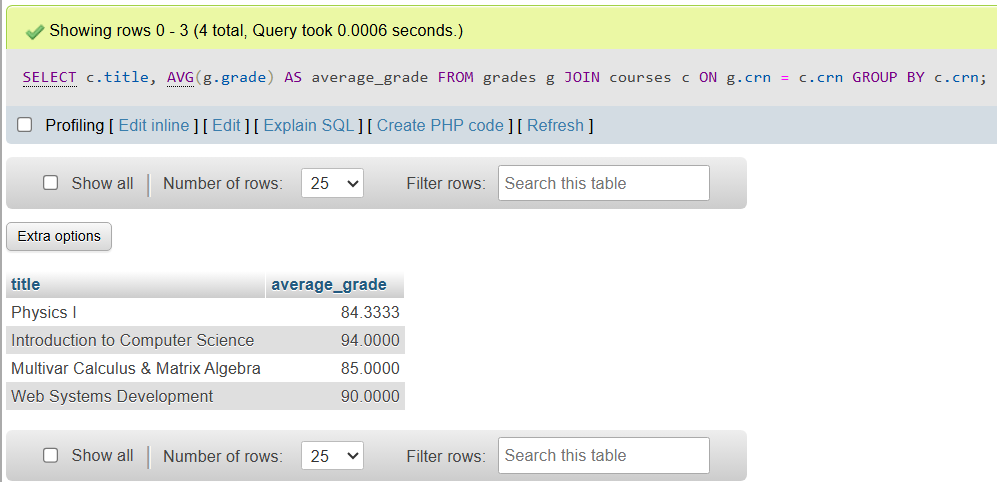 Showing rows 0 - 3 (4 total, Query took 0.0006 seconds.)
SELECT c.title, AVG(g.grade) AS average_grade FROM grades g JOIN courses c ON g.crn = c.crn GROUP BY c.crn;
Profiling [ Edit inline ] [ Edit ] [ Explain SQL ] [ Create PHP code ] [ Refresh ]
Show all | Number of rows: 25 Filter rows: Search this table
Extra options
title average_grade
Physics I 84.3333
Introduction to Computer Science 94.0000
Multivar Calculus & Matrix Algebra 85.0000
Web Systems Development 90.0000
Show all | Number of rows: 25 Filter rows: Search this table